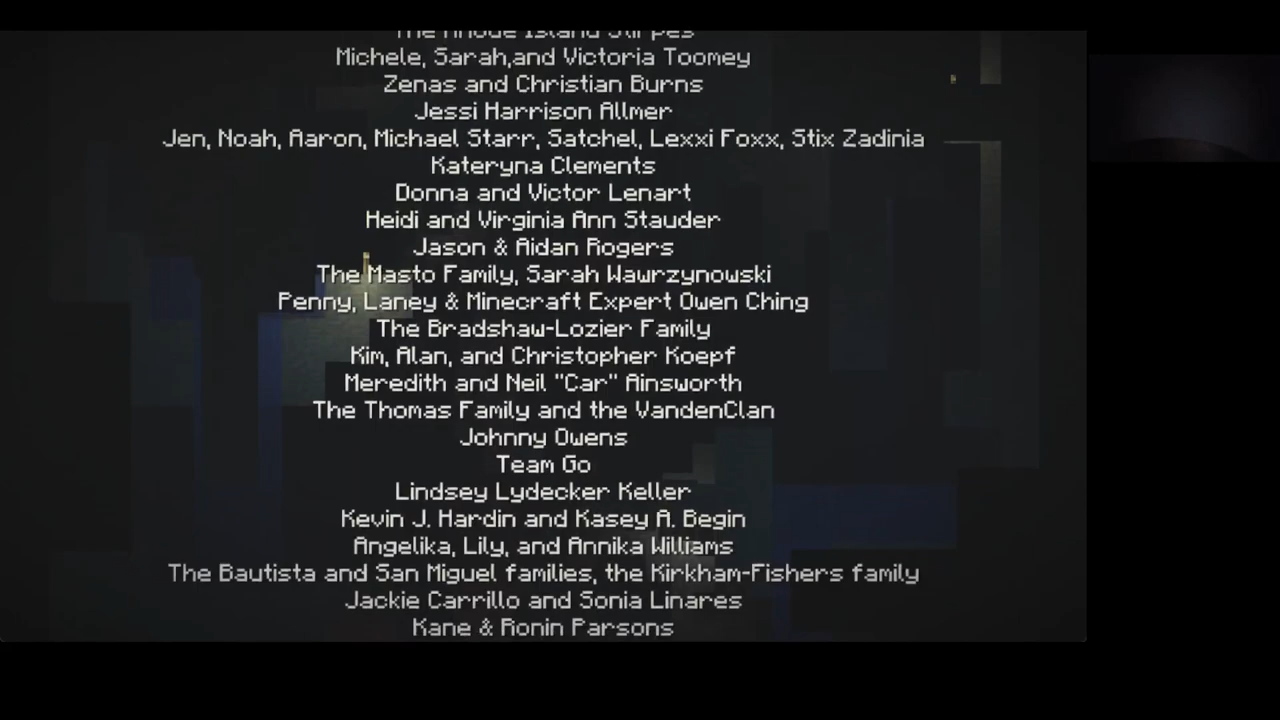 The Rhode Island Stirpes
Michele, Sarah,and Victoria Toomey
Zenas and Christian Burns
Jessi Harrison Allmer
Jen, Noah, Aaron, Michael Starr, Satchel, Lexxi Foxx, Stix Zadinia
Kateryna Clements
Donna and Victor Lenart
Heidi and Virginia Ann Stauder
Jason & Aidan Rogers
The Masto Family, Sarah Wawrzynowski
Penny, Laney & Minecraft Expert Owen Ching
The Bradshaw-Lozier Family
Kim, Alan, and Christopher Koepf
Meredith and Neil "Car" Ainsworth
The Thomas Family and the VandenClan
Johnny Owens
Team Go
Lindsey Lydecker Keller
Kevin J. Hardin and Kasey A. Begin
Angelika, Lily, and Annika Williams
The Bautista and San Miguel families, the Kirkham-Fishers family
Jackie Carrillo and Sonia Linares
Kane & Ronin Parsons